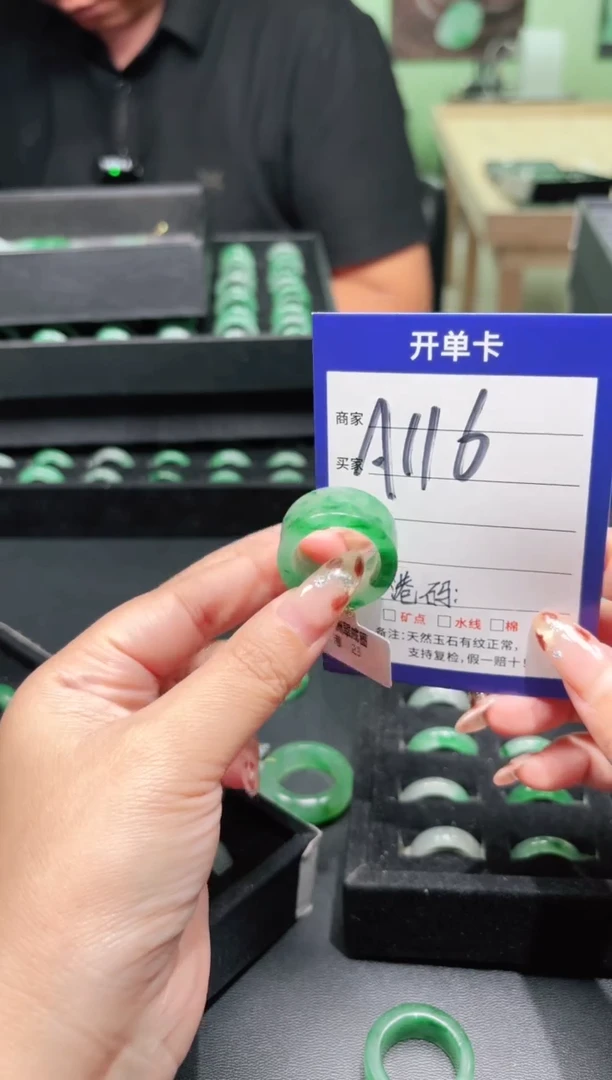 开单卡
商家
A116
买家
港码:
□矿点 □水线 □棉
备注:天然玉石有纹正常,
支持复检,假一赔十!
23